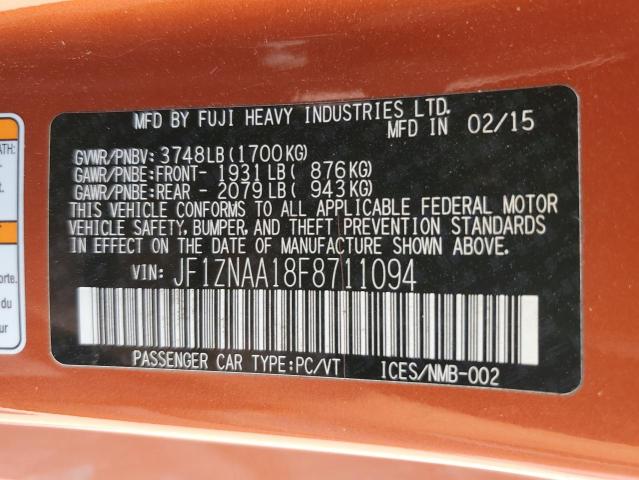 MFD BY FUJI HEAVY INDUSTRIES LTD.
MFD IN 02/15
GVWR/PNBV: 3748LB(1700KG)
GAWR/PNBE:FRONT- 1931LB( 876KG)
GAWR/PNBE:REAR - 2079LB( 943KG)
THIS VEHICLE CONFORMS TO ALL APPLICABLE FEDERAL MOTOR
VEHICLE SAFETY, BUMPER, AND THEFT PREVENTION STANDARDS
IN EFFECT ON THE DATE OF MANUFACTURE SHOWN ABOVE.
VIN: JF1ZNAA18F8711094
PASSENGER CAR TYPE:PC/VT
ICES/NMB-002
du
ur